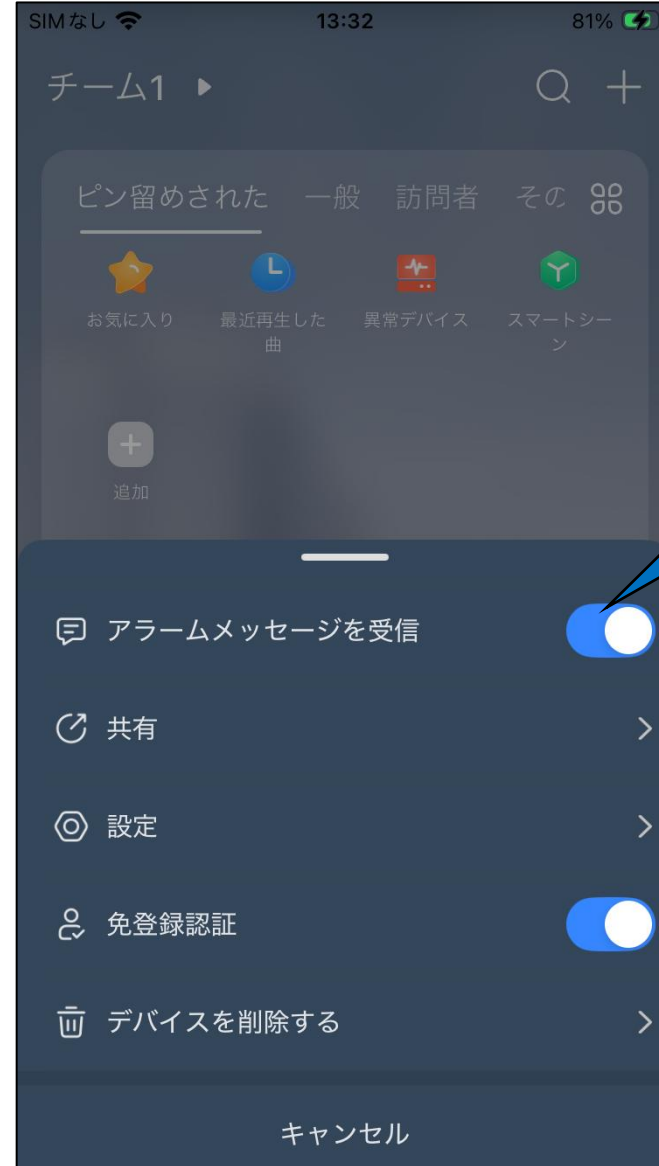 SIMなし 13:32 81%
チーム1
ピン留めされた 一般 訪問者 その
お気に入り 最近再生した 異常デバイス スマートシー
曲 ン
追加
アラームメッセージを受信
共有
設定
免登録認証
デバイスを削除する
キャンセル